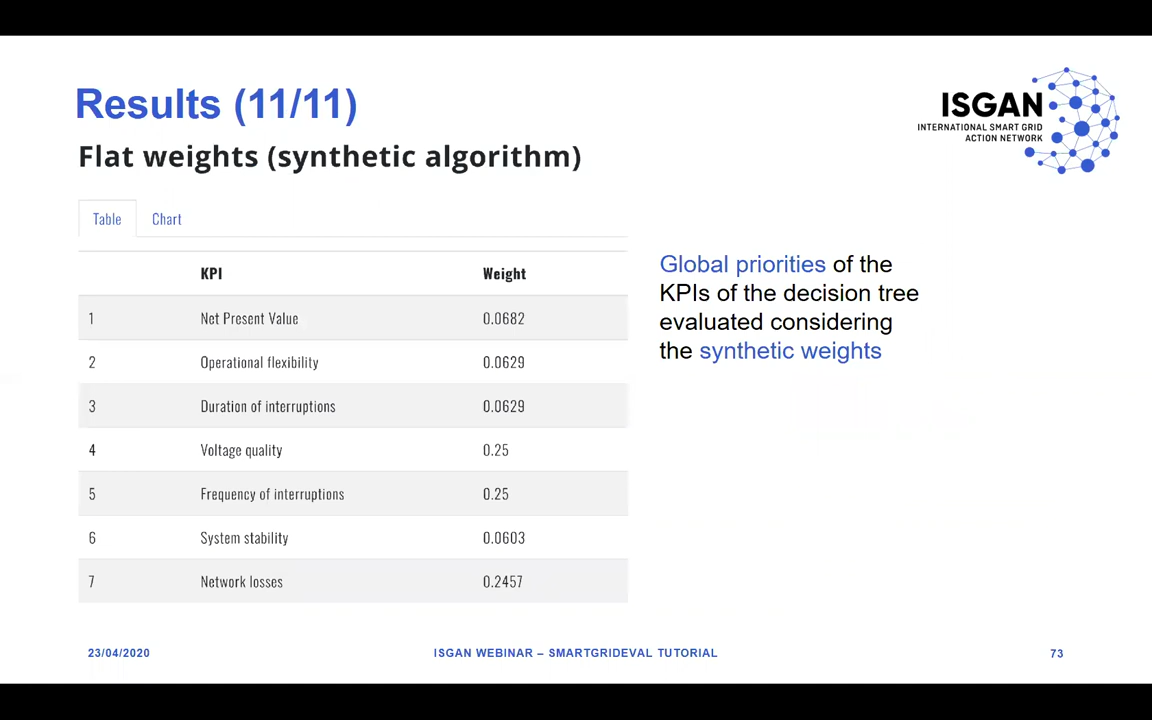 Results (11/11)
ISGAN
INTERNATIONAL SMART GRID
ACTION NETWORK
Flat weights (synthetic algorithm)
Table Chart
KPI Weight
1 Net Present Value 0.0682
2 Operational flexibility 0.0629
3 Duration of interruptions 0.0629
4 Voltage quality 0.25
5 Frequency of interruptions 0.25
6 System stability 0.0603
7 Network losses 0.2457
Global priorities of the
KPIs of the decision tree
evaluated considering
the synthetic weights
23/04/2020 ISGAN WEBINAR – SMARTGRIDEVAL TUTORIAL 73